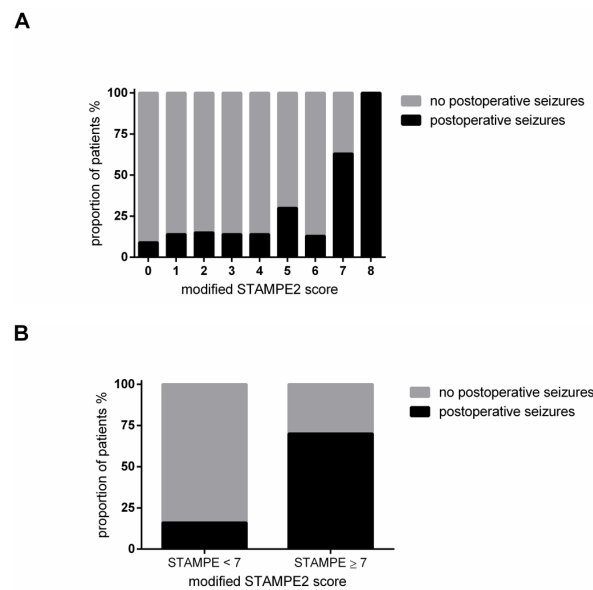 A
100
75
50
25
0
proportion of patients %
0 1 2 3 4 5 6 7 8
modified STAMPE2 score
no postoperative seizures
postoperative seizures
B
100
75
50
25
0
proportion of patients %
STAMPE < 7 STAMPE ≥ 7
modified STAMPE2 score
no postoperative seizures
postoperative seizures